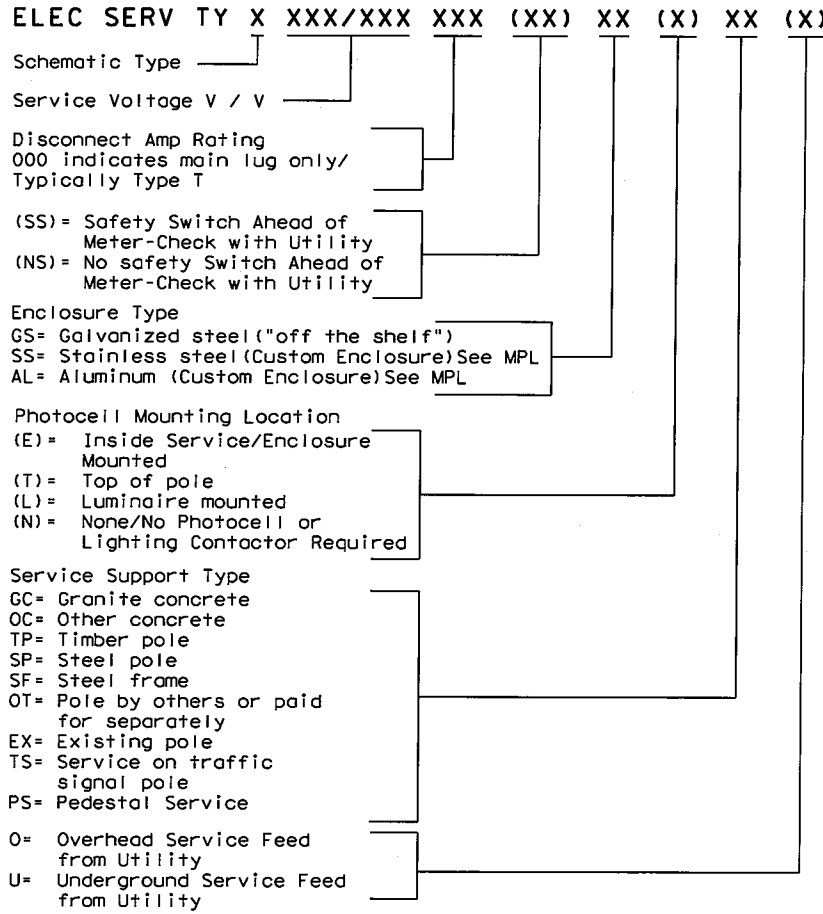 ELEC SERV TY X XXX/XXX XXX (XX) XX (X) XX (X)
Schematic Type
Service Voltage V / V
Disconnect Amp Rating
000 indicates main lug only/
Typically Type T
(SS)= Safety Switch Ahead of
Meter-Check with Utility
(NS)= No safety Switch Ahead of
Meter-Check with Utility
Enclosure Type
GS= Galvanized steel("off the shelf")
SS= Stainless steel(Custom Enclosure)See MPL
AL= Aluminum (Custom Enclosure)See MPL
Photocell Mounting Location
(E)= Inside Service/Enclosure
Mounted
(T)= Top of pole
(L)= Luminaire mounted
(N)= None/No Photocell or
Lighting Contactor Required
Service Support Type
GC= Granite concrete
OC= Other concrete
TP= Timber pole
SP= Steel pole
SF= Steel frame
OT= Pole by others or paid
for separately
EX= Existing pole
TS= Service on traffic
signal pole
PS= Pedestal Service
O= Overhead Service Feed
from Utility
U= Underground Service Feed
from Utility